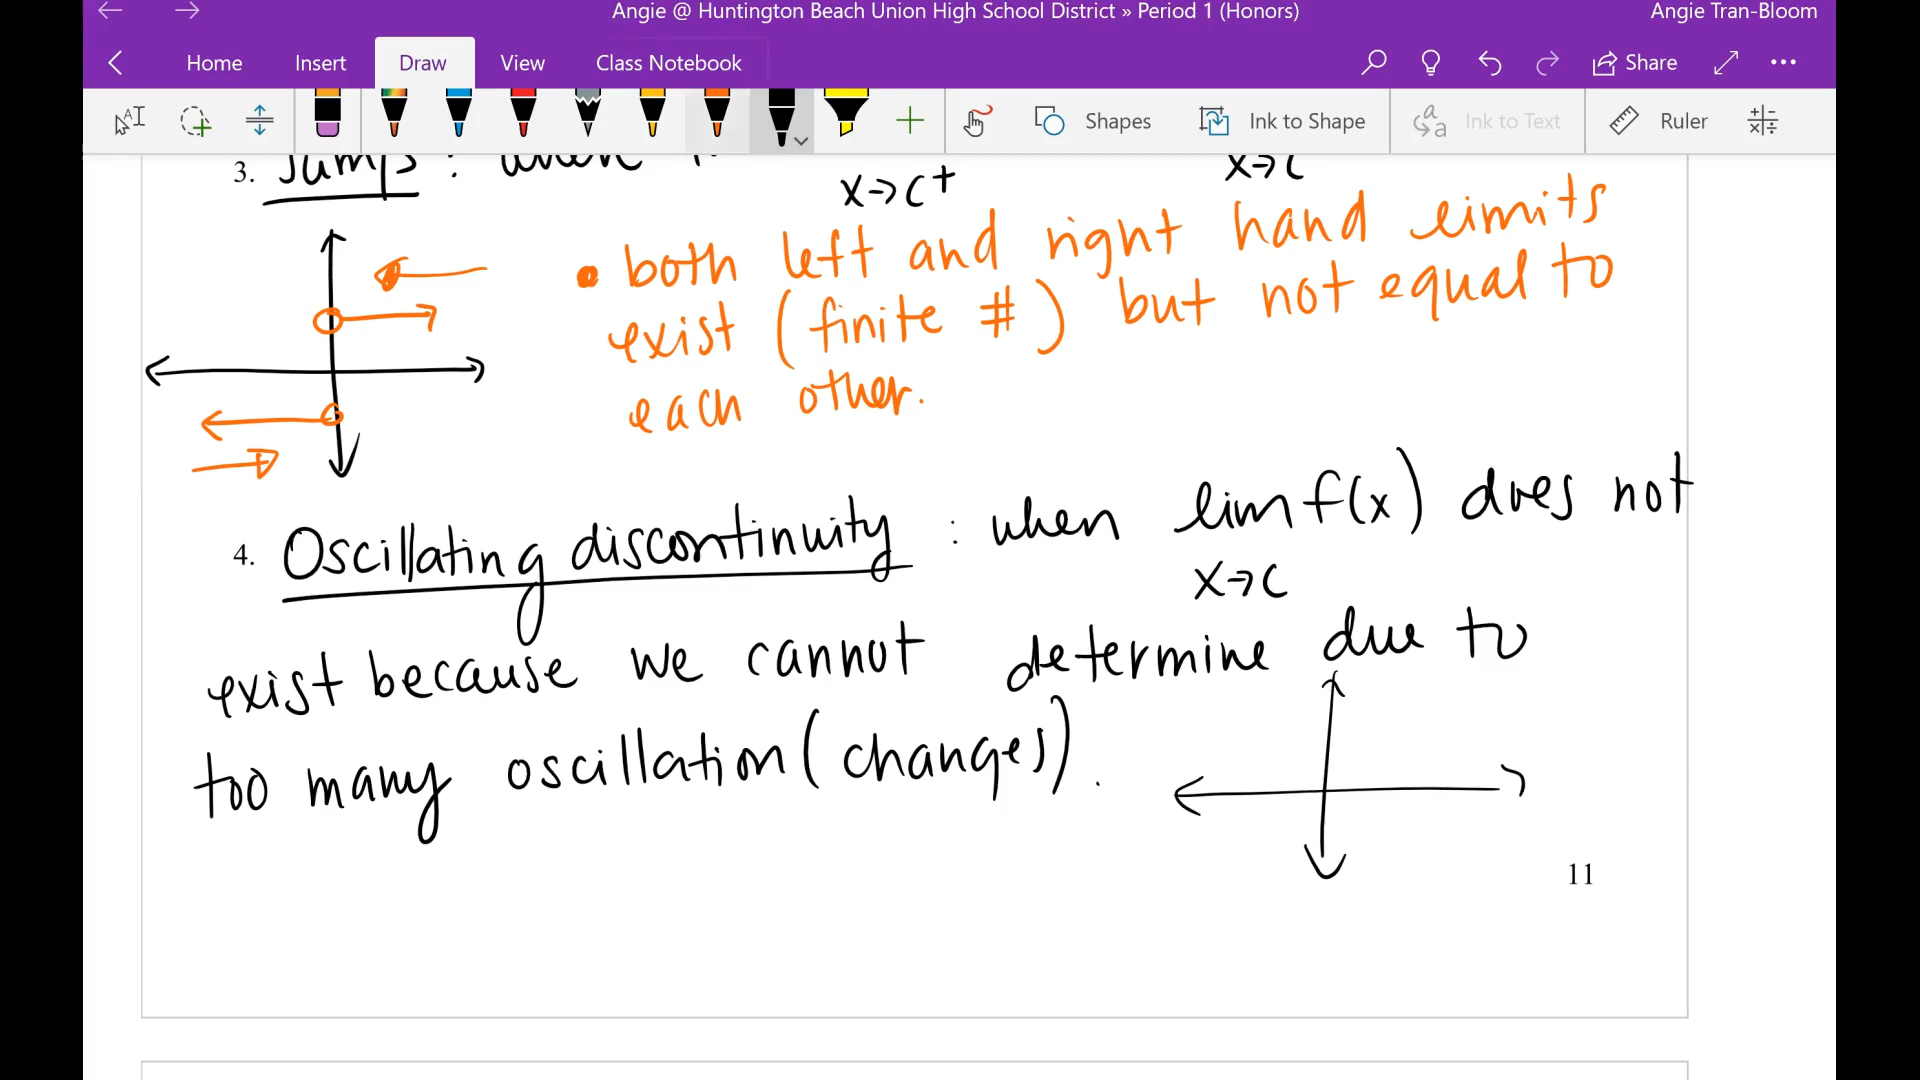 Angie @ Huntington Beach Union High School District » Period 1 (Honors)
Angie Tran-Bloom
Home Insert Draw View Class Notebook Share
Shapes Ink to Shape Ink to Text Ruler
3. Jumps : when
x→c+ x→c
• both left and right hand limits
exist (finite #) but not equal to
each other.
4. Oscillating discontinuity : when lim f(x) does not
x→c
exist because we cannot determine due to
too many oscillation (changes).
11